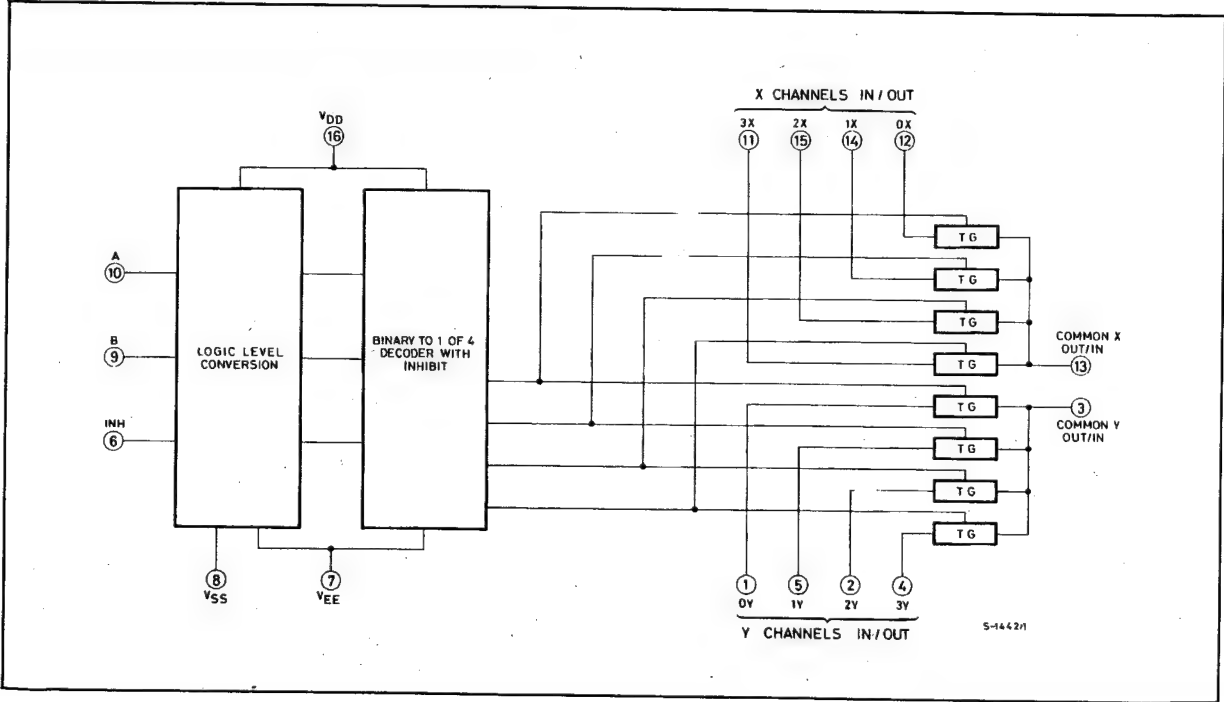 X CHANNELS IN / OUT
3X 2X 1X 0X
11 15 14 12
VDD
16
A
10
B
9
INH
6
LOGIC LEVEL
CONVERSION
BINARY TO 1 OF 4
DECODER WITH
INHIBIT
TG
TG
TG
TG
COMMON X
OUT/IN
13
TG
TG
TG
TG
3
COMMON Y
OUT/IN
8
VSS
7
VEE
1 5 2 4
0Y 1Y 2Y 3Y
Y CHANNELS IN / OUT
S-1442/1